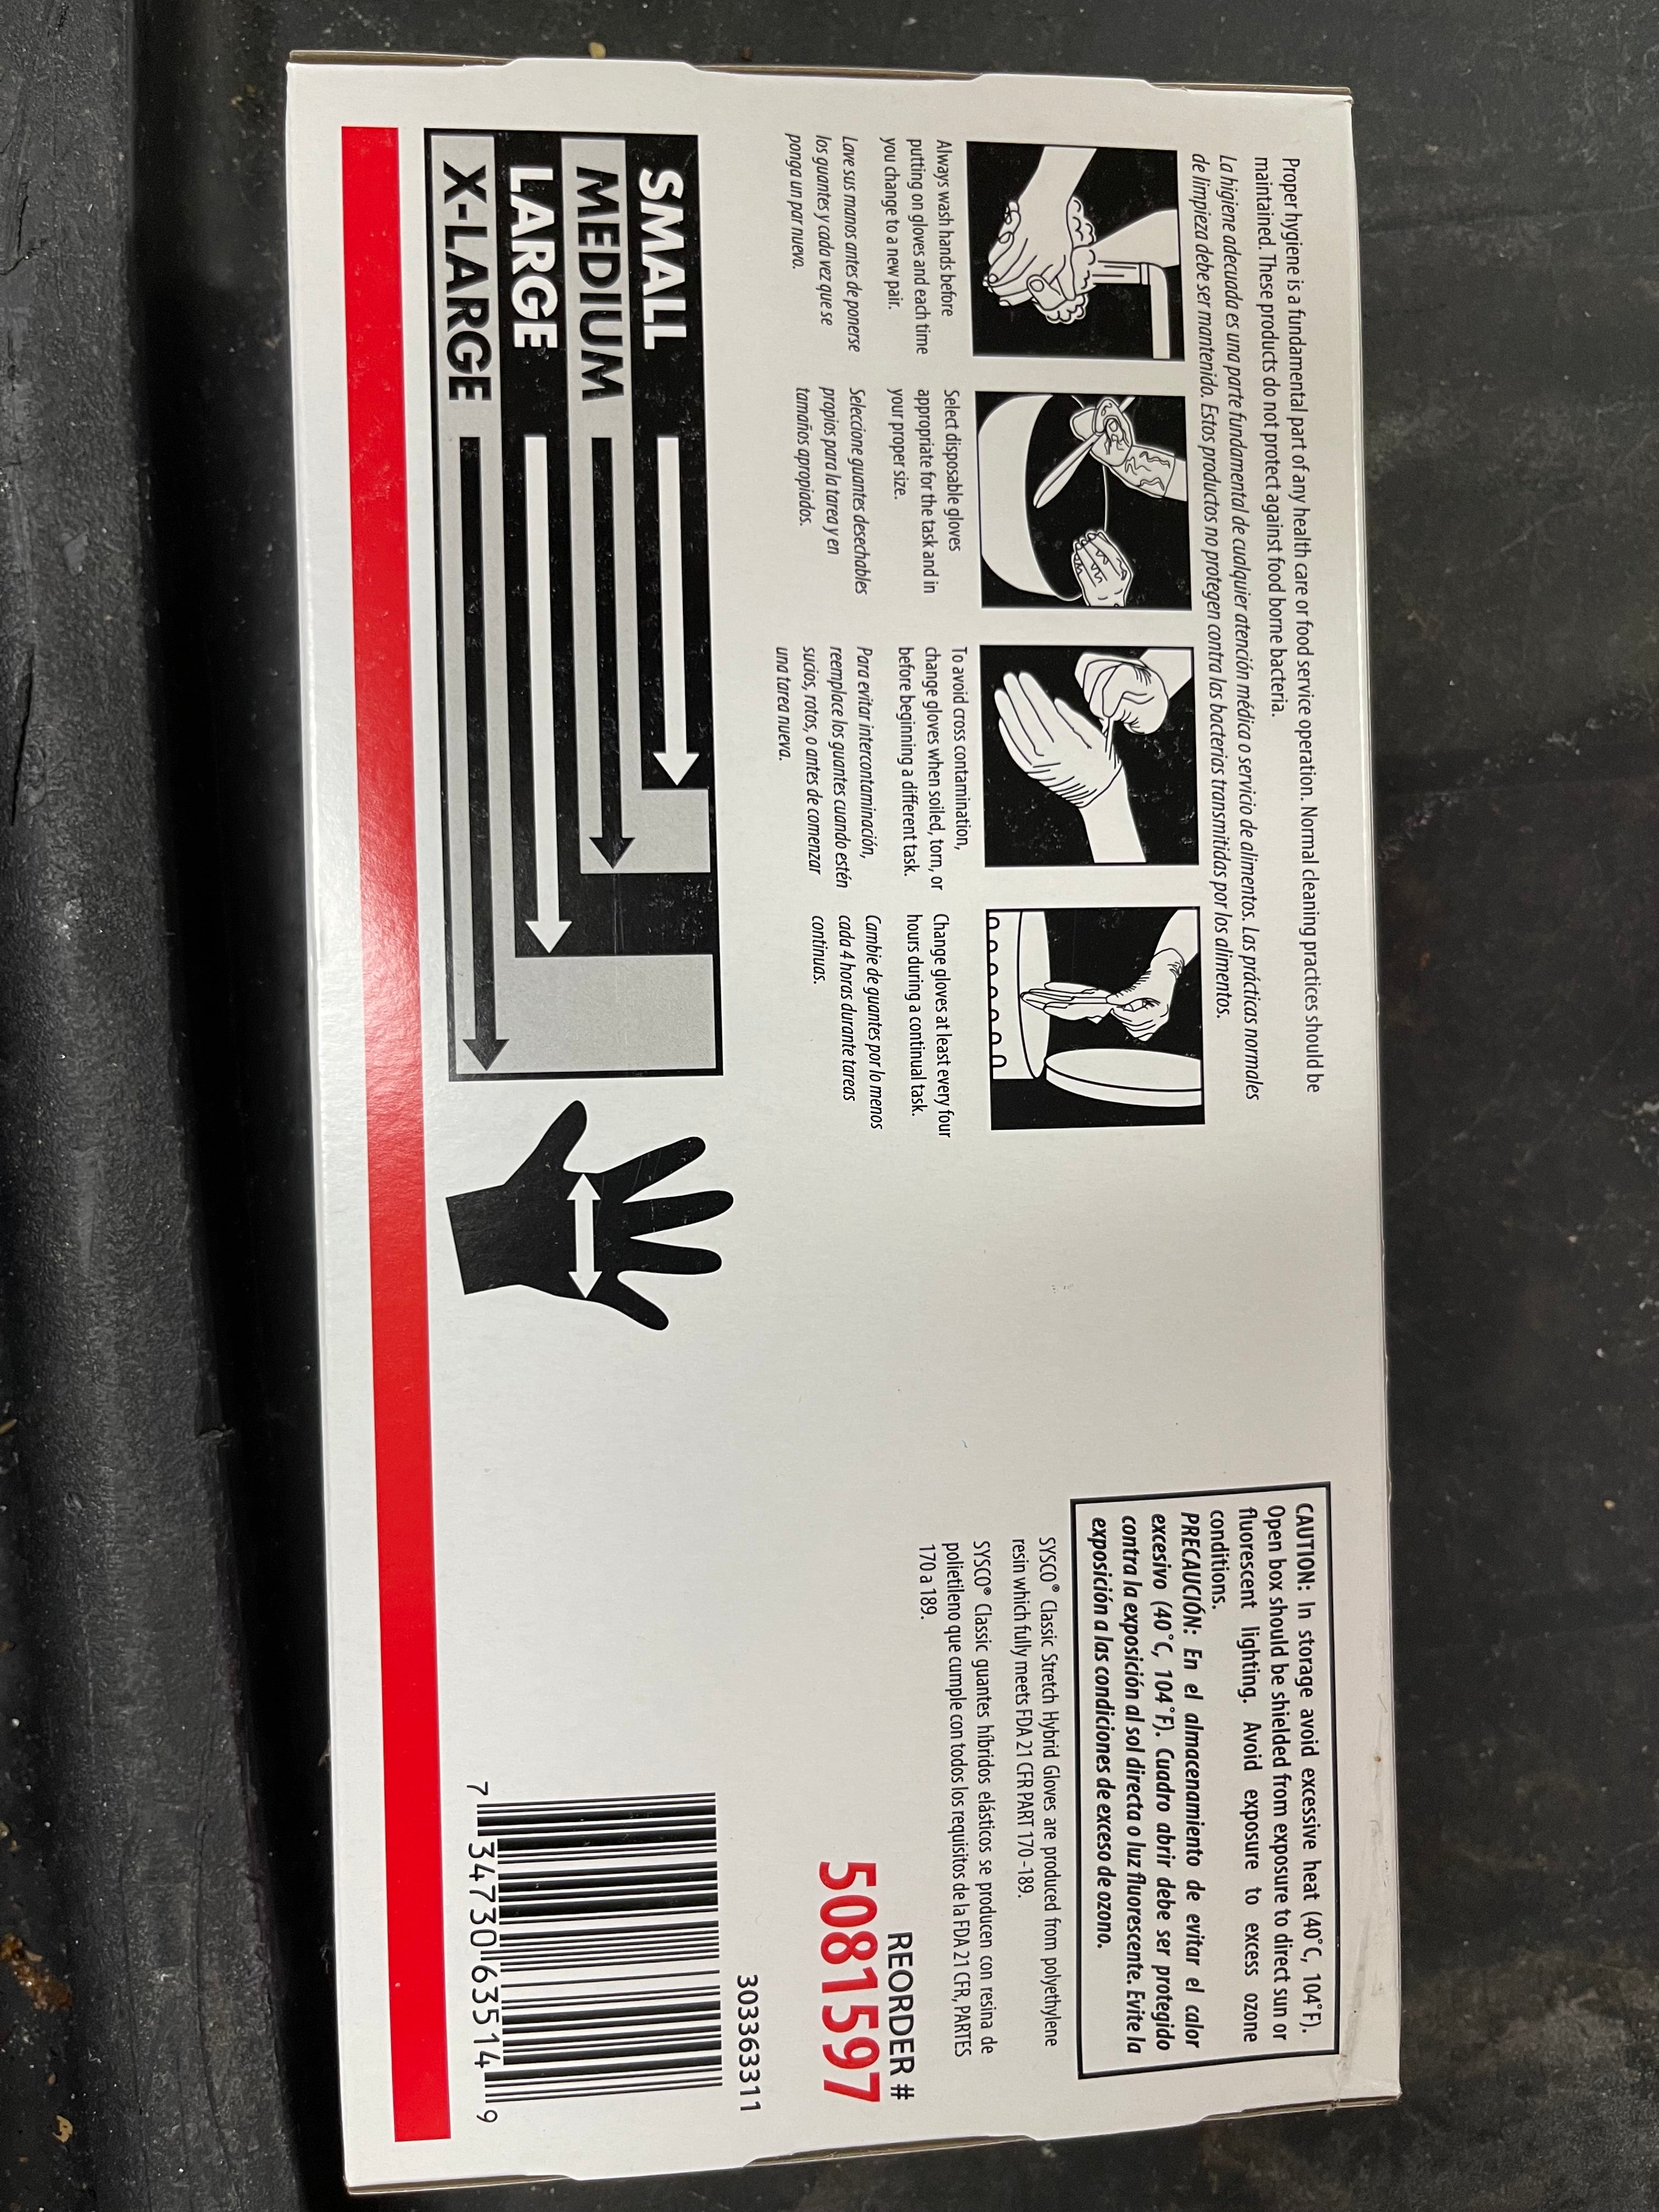 Proper hygiene is a fundamental part of any health care or food service operation. Normal cleaning practices should be
maintained. These products do not protect against food borne bacteria.
La higiene adecuada es una parte fundamental de cualquier atención médica o servicio de alimentos. Las prácticas normales
de limpieza debe ser mantenido. Estos productos no protegen contra las bacterias transmitidas por los alimentos.
Always wash hands before
putting on gloves and each time
you change to a new pair.
Lave sus manos antes de ponerse
los guantes y cada vez que se
ponga un par nuevo.
Select disposable gloves
appropriate for the task and in
your proper size.
Seleccione guantes desechables
propios para la tarea y en
tamaños apropiados.
To avoid cross contamination,
change gloves when soiled, torn, or
before beginning a different task.
Para evitar intercontaminación,
reemplace los guantes cuando estén
sucios, rotos, o antes de comenzar
una tarea nueva.
Change gloves at least every four
hours during a continual task.
Cambie de guantes por lo menos
cada 4 horas durante tareas
continuas.
SMALL
MEDIUM
LARGE
X-LARGE
CAUTION: In storage avoid excessive heat (40°C, 104°F).
Open box should be shielded from exposure to direct sun or
fluorescent lighting. Avoid exposure to excess ozone
conditions.
PRECAUCIÓN: En el almacenamiento de evitar el calor
excesivo (40°C, 104°F). Cuadro abrir debe ser protegido
contra la exposición al sol directa o luz fluorescente. Evite la
exposición a las condiciones de exceso de ozono.
SYSCO® Classic Stretch Hybrid Gloves are produced from polyethylene
resin which fully meets FDA 21 CFR PART 170 -189.
SYSCO® Classic guantes híbridos elásticos se producen con resina de
polietileno que cumple con todos los requisitos de la FDA 21 CFR, PARTES
170 a 189.
REORDER #
5081597
303363311
7 34730 63514 9